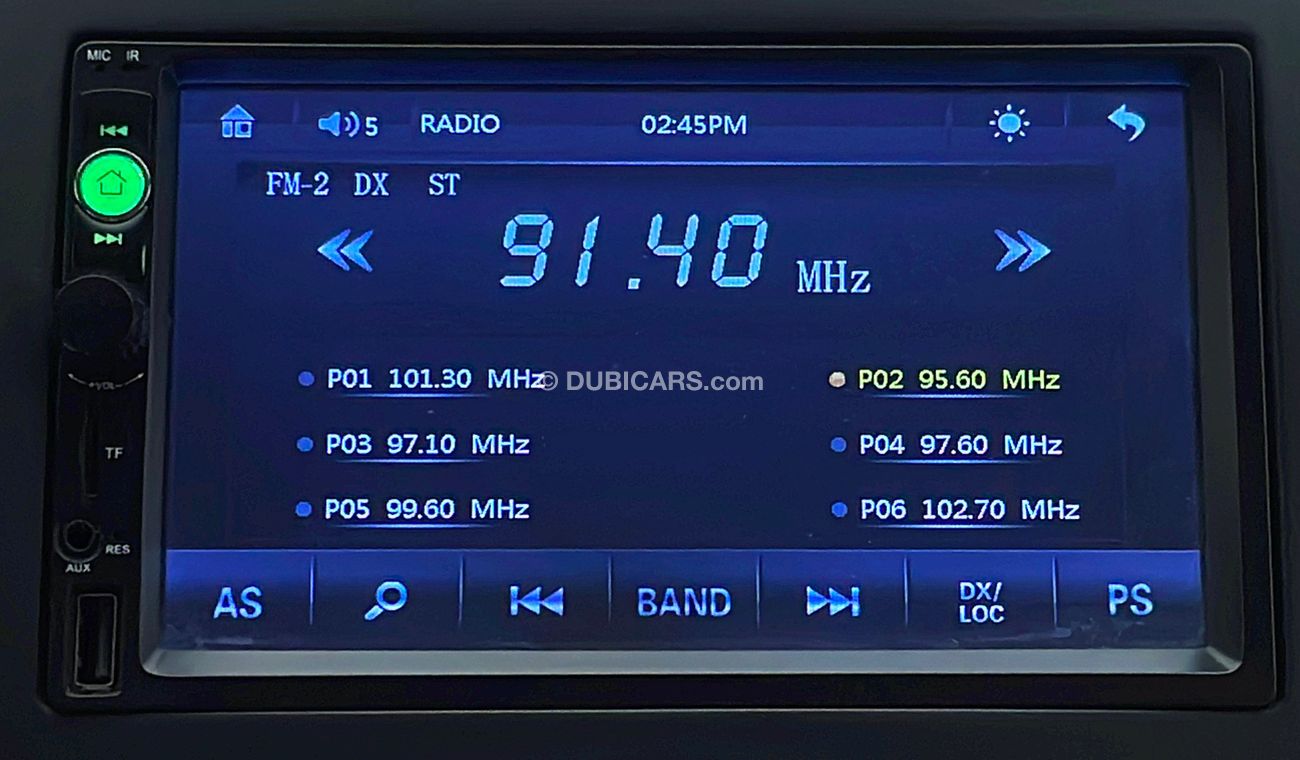 MIC IR
5 RADIO 02:45PM
FM-2 DX ST
91.40 MHz
P01 101.30 MHz
P02 95.60 MHz
© DUBICARS.com
+VOL-
P03 97.10 MHz
P04 97.60 MHz
TF
P05 99.60 MHz
P06 102.70 MHz
RES
AUX
AS BAND DX/LOC PS